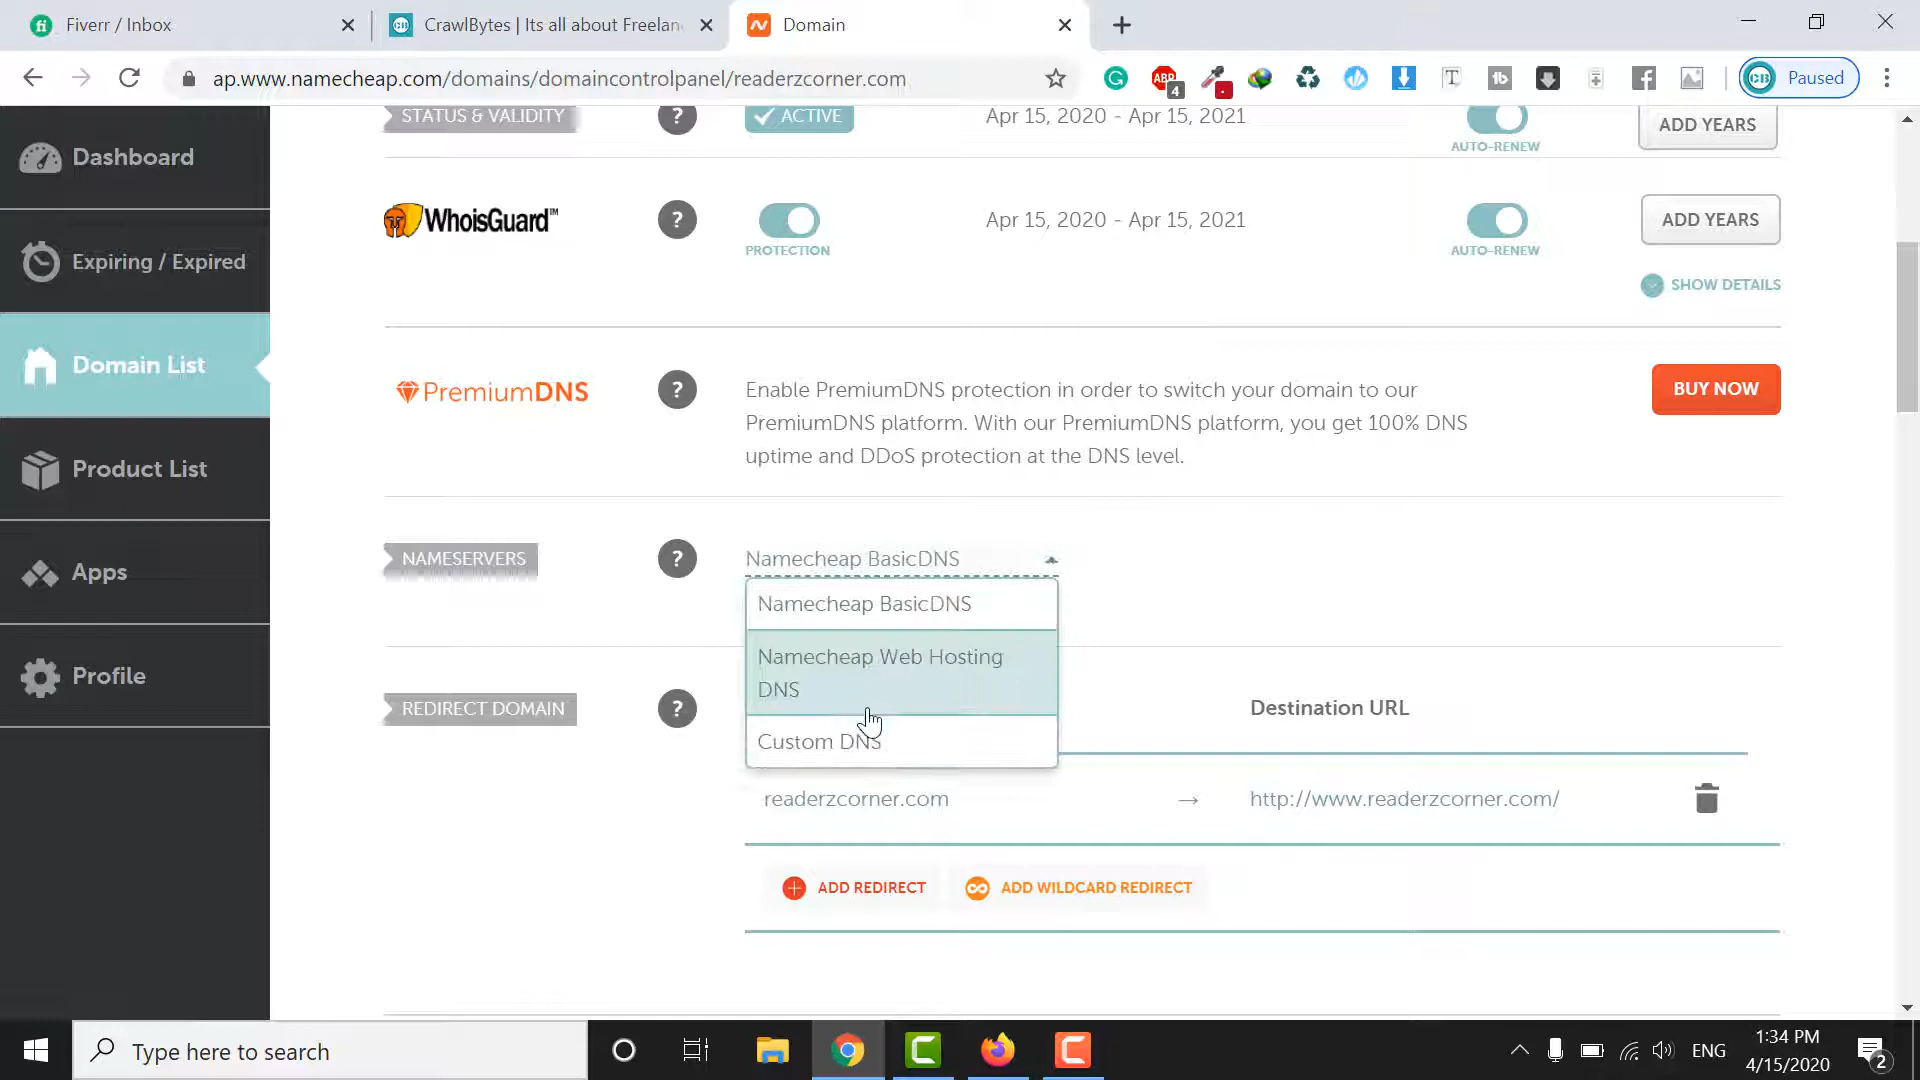 Fiverr / Inbox
CrawlBytes | Its all about Freelan
Domain
ap.www.namecheap.com/domains/domaincontrolpanel/readerzcorner.com
ABP
4
T
tb
CB
Paused
STATUS & VALIDITY
?
ACTIVE
Apr 15, 2020 - Apr 15, 2021
AUTO-RENEW
ADD YEARS
Dashboard
WhoisGuard™
?
PROTECTION
Apr 15, 2020 - Apr 15, 2021
AUTO-RENEW
ADD YEARS
SHOW DETAILS
Expiring / Expired
Domain List
PremiumDNS
?
Enable PremiumDNS protection in order to switch your domain to our
PremiumDNS platform. With our PremiumDNS platform, you get 100% DNS
uptime and DDoS protection at the DNS level.
BUY NOW
Product List
NAMESERVERS
?
Namecheap BasicDNS
Namecheap BasicDNS
Namecheap Web Hosting
DNS
Custom DNS
Apps
Profile
REDIRECT DOMAIN
?
Destination URL
readerzcorner.com
→
http://www.readerzcorner.com/
ADD REDIRECT
ADD WILDCARD REDIRECT
Type here to search
ENG
1:34 PM
4/15/2020
2